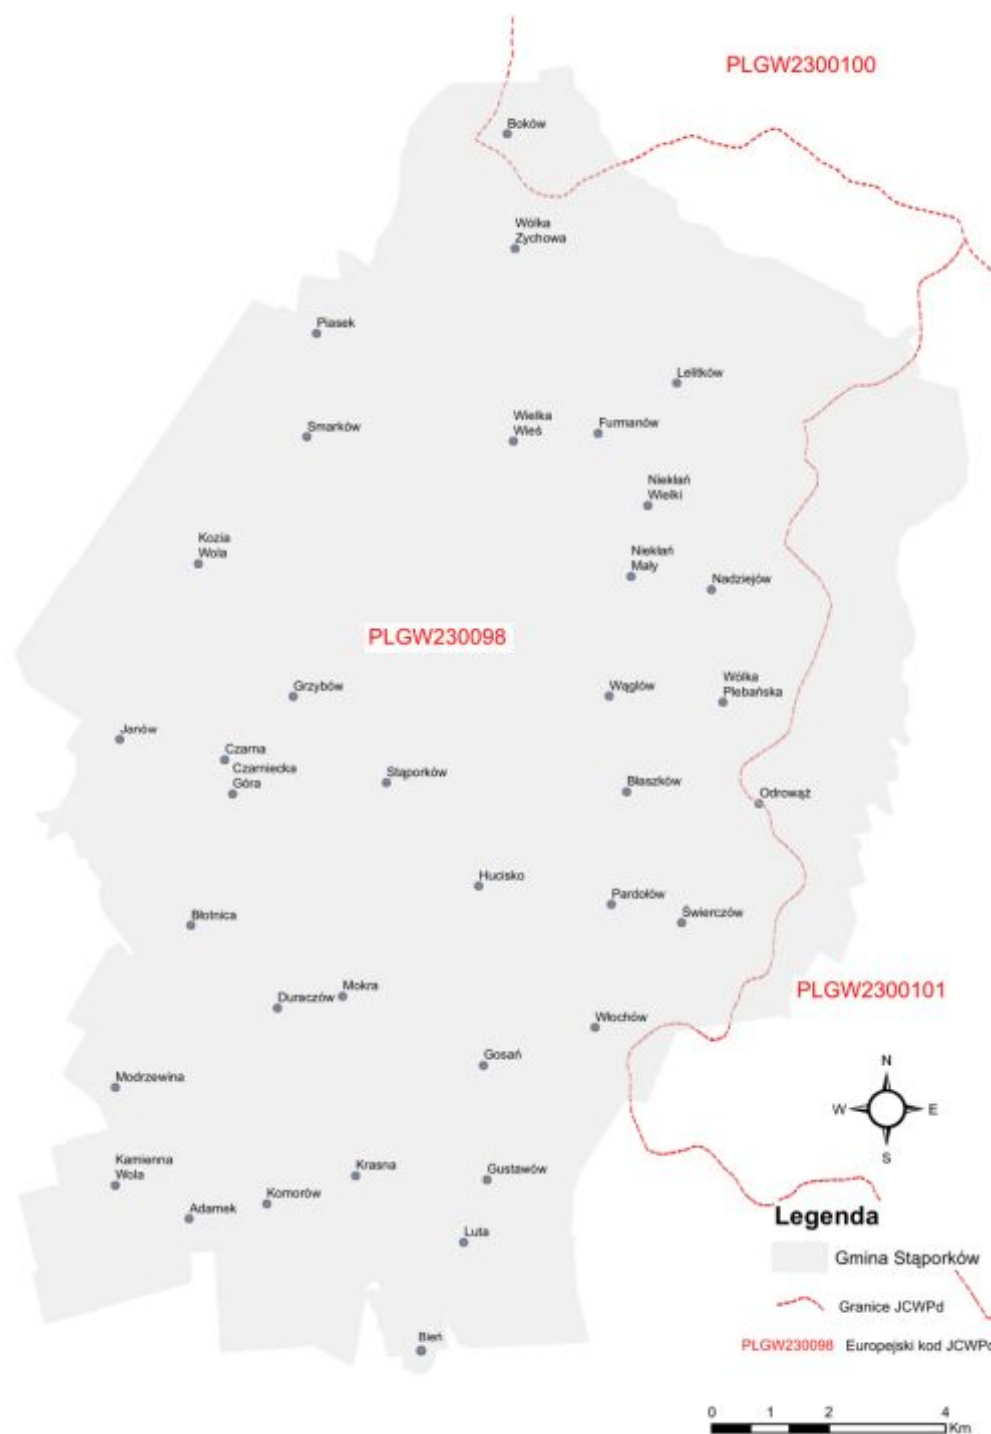 PLGW2300100
Boków
Wólka
Zychowa
Piasek
Lelitków
Smarków
Wielka
Wieś
Furmanów
Niekłań
Wielki
Kozia
Wola
Niekłań
Mały
Nadziejów
PLGW230098
Grzybów
Wąglów
Wólka
Plebańska
Janów
Czarna
Czarniecka
Góra
Stąporków
Błaszków
Odrowąż
Hucisko
Pardołów
Świerczów
Błotnica
Duraczów
Mokra
PLGW2300101
Włochów
Gosań
Modrzewina
N
W
E
S
Kamienna
Wola
Krasna
Gustawów
Adamek
Komorów
Luta
Bień
Legenda
Gmina Stąporków
Granice JCWPd
PLGW230098 Europejski kod JCWPd
0 1 2 4
Km